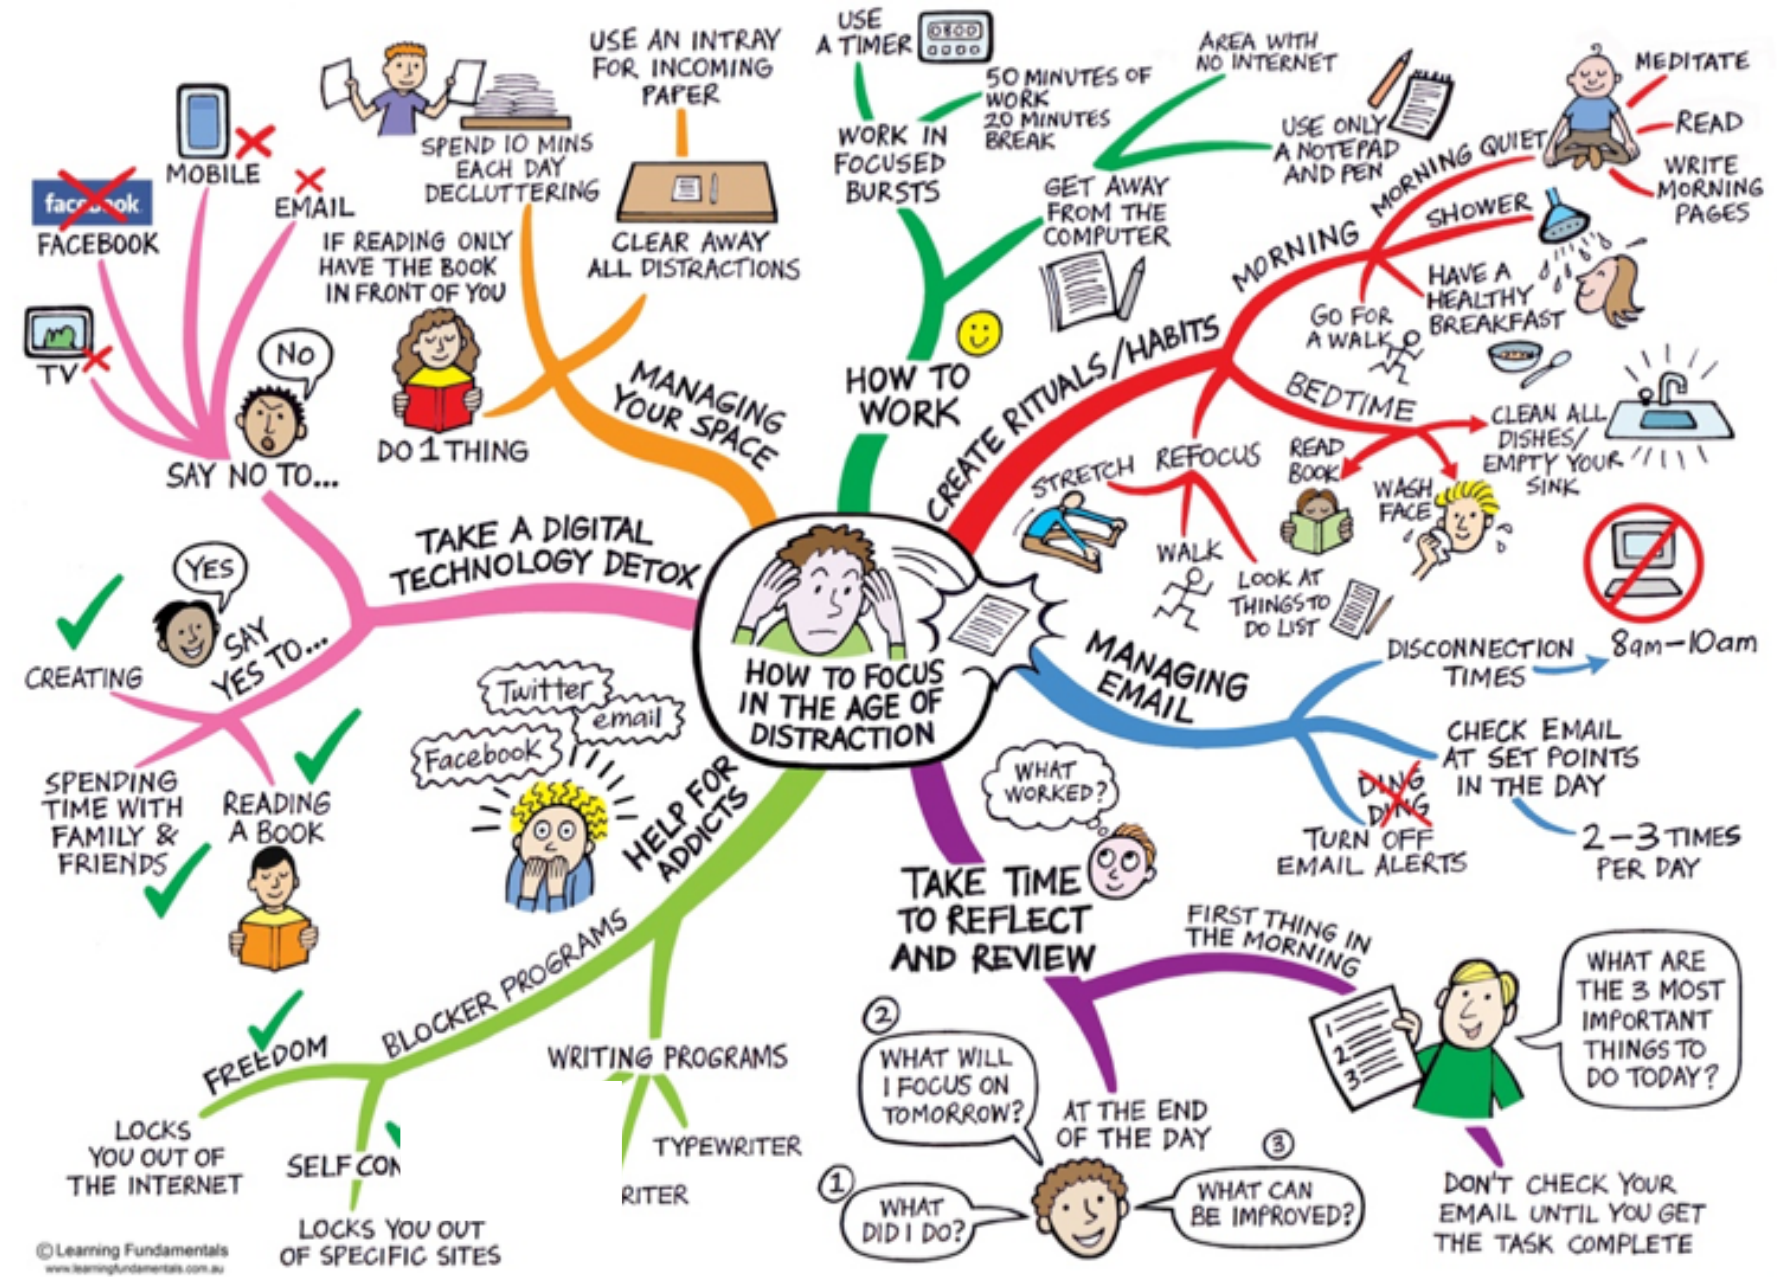 HOW TO FOCUS
IN THE AGE OF
DISTRACTION
USE AN INTRAY
FOR INCOMING
PAPER
SPEND 10 MINS
EACH DAY
DECLUTTERING
CLEAR AWAY
ALL DISTRACTIONS
IF READING ONLY
HAVE THE BOOK
IN FRONT OF YOU
DO 1 THING
MANAGING
YOUR SPACE
USE
A TIMER
0800
50 MINUTES OF
WORK
20 MINUTES
BREAK
WORK IN
FOCUSED
BURSTS
AREA WITH
NO INTERNET
USE ONLY
A NOTEPAD
AND PEN
GET AWAY
FROM THE
COMPUTER
HOW TO
WORK
CREATE RITUALS/HABITS
MORNING
MORNING QUIET
MEDITATE
READ
WRITE
MORNING
PAGES
SHOWER
HAVE A
HEALTHY
BREAKFAST
GO FOR
A WALK
BEDTIME
CLEAN ALL
DISHES/
EMPTY YOUR
SINK
READ
BOOK
WASH
FACE
REFOCUS
STRETCH
WALK
LOOK AT
THINGS TO
DO LIST
MANAGING
EMAIL
DISCONNECTION
TIMES
8am-10am
CHECK EMAIL
AT SET POINTS
IN THE DAY
2-3 TIMES
PER DAY
DING
DING
TURN OFF
EMAIL ALERTS
WHAT
WORKED?
TAKE TIME
TO REFLECT
AND REVIEW
FIRST THING IN
THE MORNING
1
2
3
WHAT ARE
THE 3 MOST
IMPORTANT
THINGS TO
DO TODAY?
DON'T CHECK YOUR
EMAIL UNTIL YOU GET
THE TASK COMPLETE
AT THE END
OF THE DAY
1
WHAT
DID I DO?
2
WHAT WILL
I FOCUS ON
TOMORROW?
3
WHAT CAN
BE IMPROVED?
HELP FOR
ADDICTS
Twitter
email
Facebook
BLOCKER PROGRAMS
FREEDOM
LOCKS
YOU OUT OF
THE INTERNET
SELF CON
LOCKS YOU OUT
OF SPECIFIC SITES
WRITING PROGRAMS
TYPEWRITER
RITER
TAKE A DIGITAL
TECHNOLOGY DETOX
NO
SAY NO TO...
facebook.
FACEBOOK
MOBILE
EMAIL
TV
YES
SAY
YES TO...
CREATING
SPENDING
TIME WITH
FAMILY &
FRIENDS
READING
A BOOK
© Learning Fundamentals
www.learningfundamentals.com.au